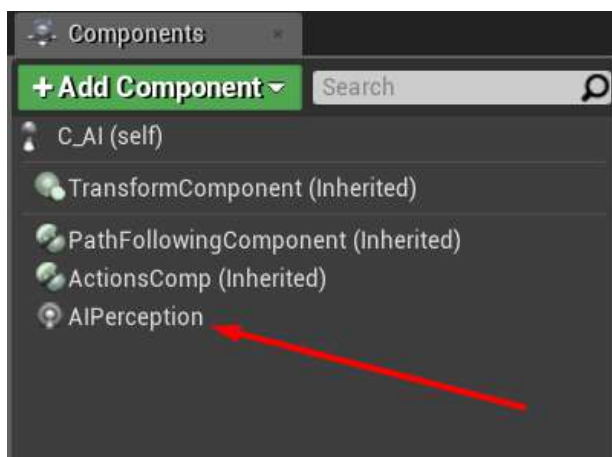 Components
+ Add Component
Search
C_AI (self)
TransformComponent (Inherited)
PathFollowingComponent (Inherited)
ActionsComp (Inherited)
AIPerception